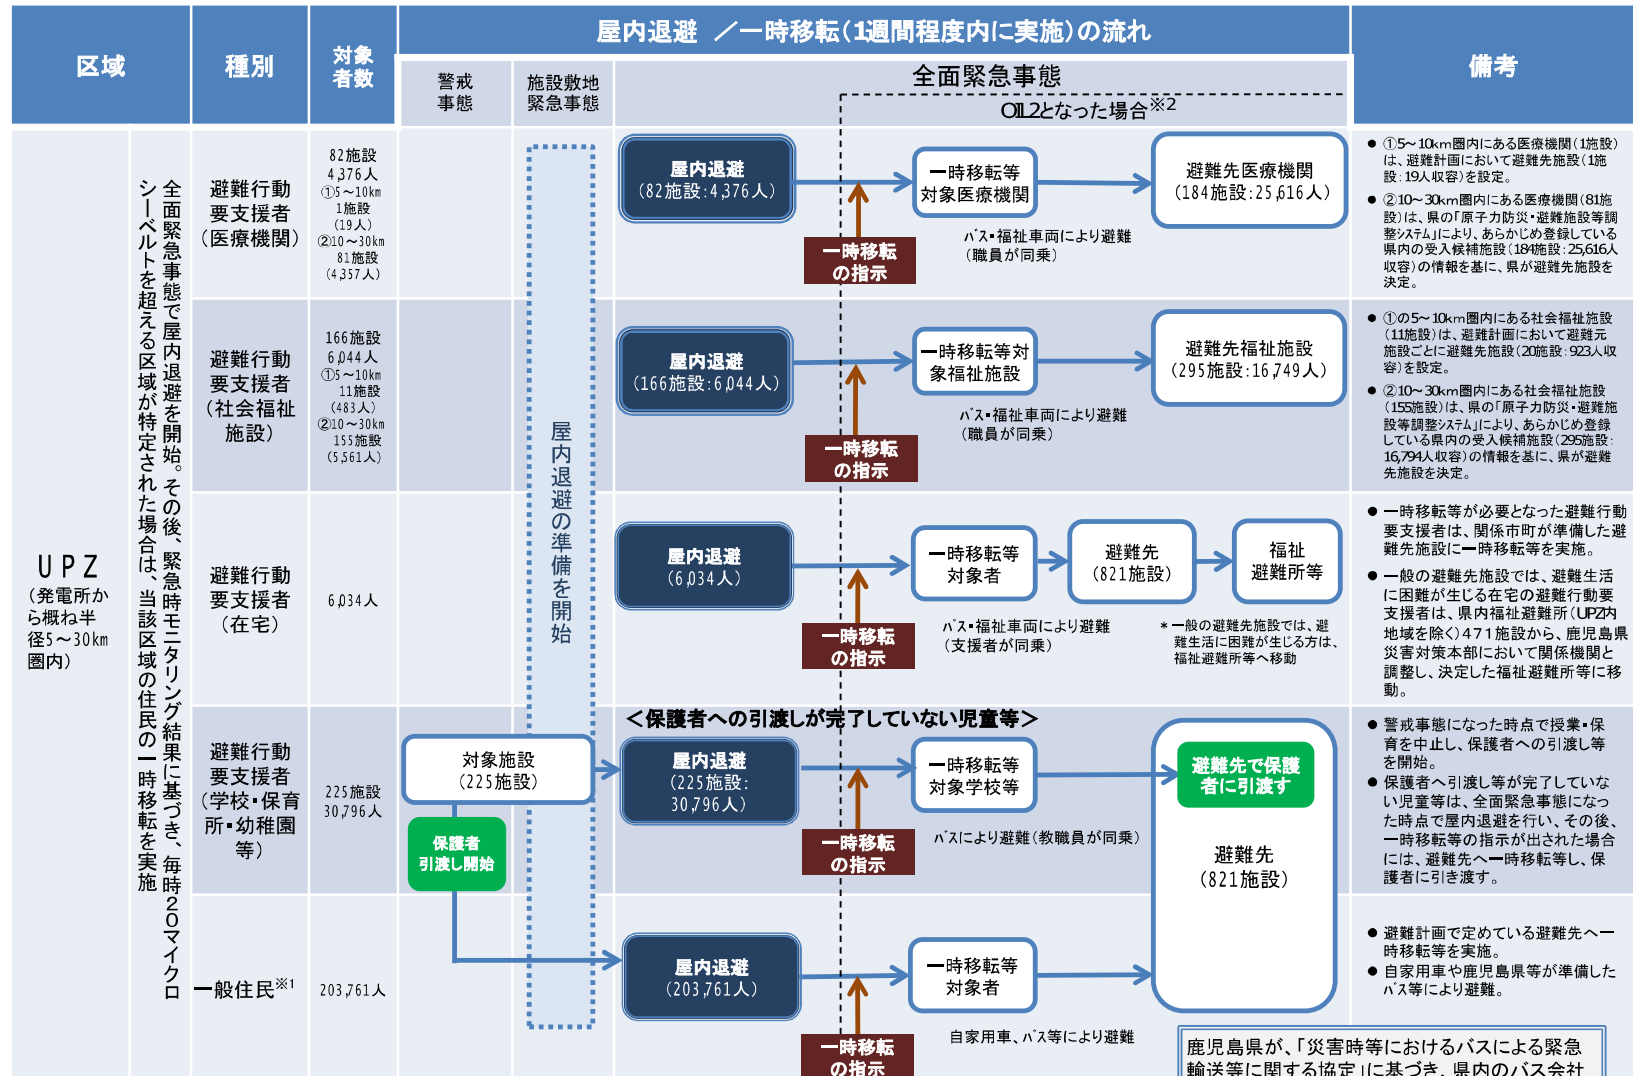 区域
種別
対象
者数
屋内退避 ／一時移転（1週間程度内に実施）の流れ
備考
警戒
事態
施設敷地
緊急事態
全面緊急事態
OIL2となった場合※2
UPZ
（発電所か
ら概ね半
径5～30km
圏内）
全面緊急事態で屋内退避を開始。その後、緊急時モニタリング結果に基づき、毎時20マイクロ
シーベルトを超える区域が特定された場合は、当該区域の住民の一時移転を実施
屋内退避の準備を開始
避難行動
要支援者
（医療機関）
82施設
4,376人
①5～10km
1施設
(19人)
②10～30km
81施設
(4,357人)
屋内退避
(82施設:4,376人)
一時移転
の指示
一時移転等
対象医療機関
バス・福祉車両により避難
（職員が同乗）
避難先医療機関
(184施設:25,616人)
● ①5～10km圏内にある医療機関（1施設）
は、避難計画において避難先施設（1施
設：19人収容）を設定。
● ②10～30km圏内にある医療機関（81施
設）は、県の「原子力防災・避難施設等調
整システム」により、あらかじめ登録している
県内の受入候補施設（184施設：25,616人
収容）の情報を基に、県が避難先施設を
決定。
避難行動
要支援者
（社会福祉
施設）
166施設
6,044人
①5～10km
11施設
(483人)
②10～30km
155施設
(5,561人)
屋内退避
(166施設:6,044人)
一時移転
の指示
一時移転等対
象福祉施設
バス・福祉車両により避難
（職員が同乗）
避難先福祉施設
(295施設:16,749人)
● ①の5～10km圏内にある社会福祉施設
（11施設）は、避難計画において避難元
施設ごとに避難先施設（20施設：923人収
容）を設定。
● ②10～30km圏内にある社会福祉施設
（155施設）は、県の「原子力防災・避難施
設等調整システム」により、あらかじめ登録
している県内の受入候補施設（295施設：
16,794人収容）の情報を基に、県が避難
先施設を決定。
避難行動
要支援者
（在宅）
6,034人
屋内退避
(6,034人)
一時移転
の指示
一時移転等
対象者
バス・福祉車両により避難
（支援者が同乗）
避難先
(821施設)
福祉
避難所等
＊一般の避難先施設では、避
難生活に困難が生じる方は、
福祉避難所等へ移動
● 一時移転等が必要となった避難行動
要支援者は、関係市町が準備した避
難先施設に一時移転等を実施。
● 一般の避難先施設では、避難生活
に困難が生じる在宅の避難行動要
支援者は、県内福祉避難所（UPZ内
地域を除く）471施設から、鹿児島県
災害対策本部において関係機関と
調整し、決定した福祉避難所等に移
動。
避難行動
要支援者
（学校・保育
所・幼稚園
等）
225施設
30,796人
対象施設
(225施設)
保護者
引渡し開始
＜保護者への引渡しが完了していない児童等＞
屋内退避
(225施設:
30,796人)
一時移転
の指示
一時移転等
対象学校等
バスにより避難（教職員が同乗）
避難先で保護
者に引渡す
避難先
(821施設)
● 警戒事態になった時点で授業・保
育を中止し、保護者への引渡し等
を開始。
● 保護者へ引渡し等が完了していな
い児童等は、全面緊急事態になっ
た時点で屋内退避を行い、その後、
一時移転等の指示が出された場合
には、避難先へ一時移転等し、保
護者に引き渡す。
一般住民※1
203,761人
屋内退避
(203,761人)
一時移転
の指示
一時移転等
対象者
自家用車、バス等により避難
● 避難計画で定めている避難先へ一
時移転等を実施。
● 自家用車や鹿児島県等が準備した
バス等により避難。
鹿児島県が、「災害時等におけるバスによる緊急
輸送等に関する協定」に基づき、県内のバス会社